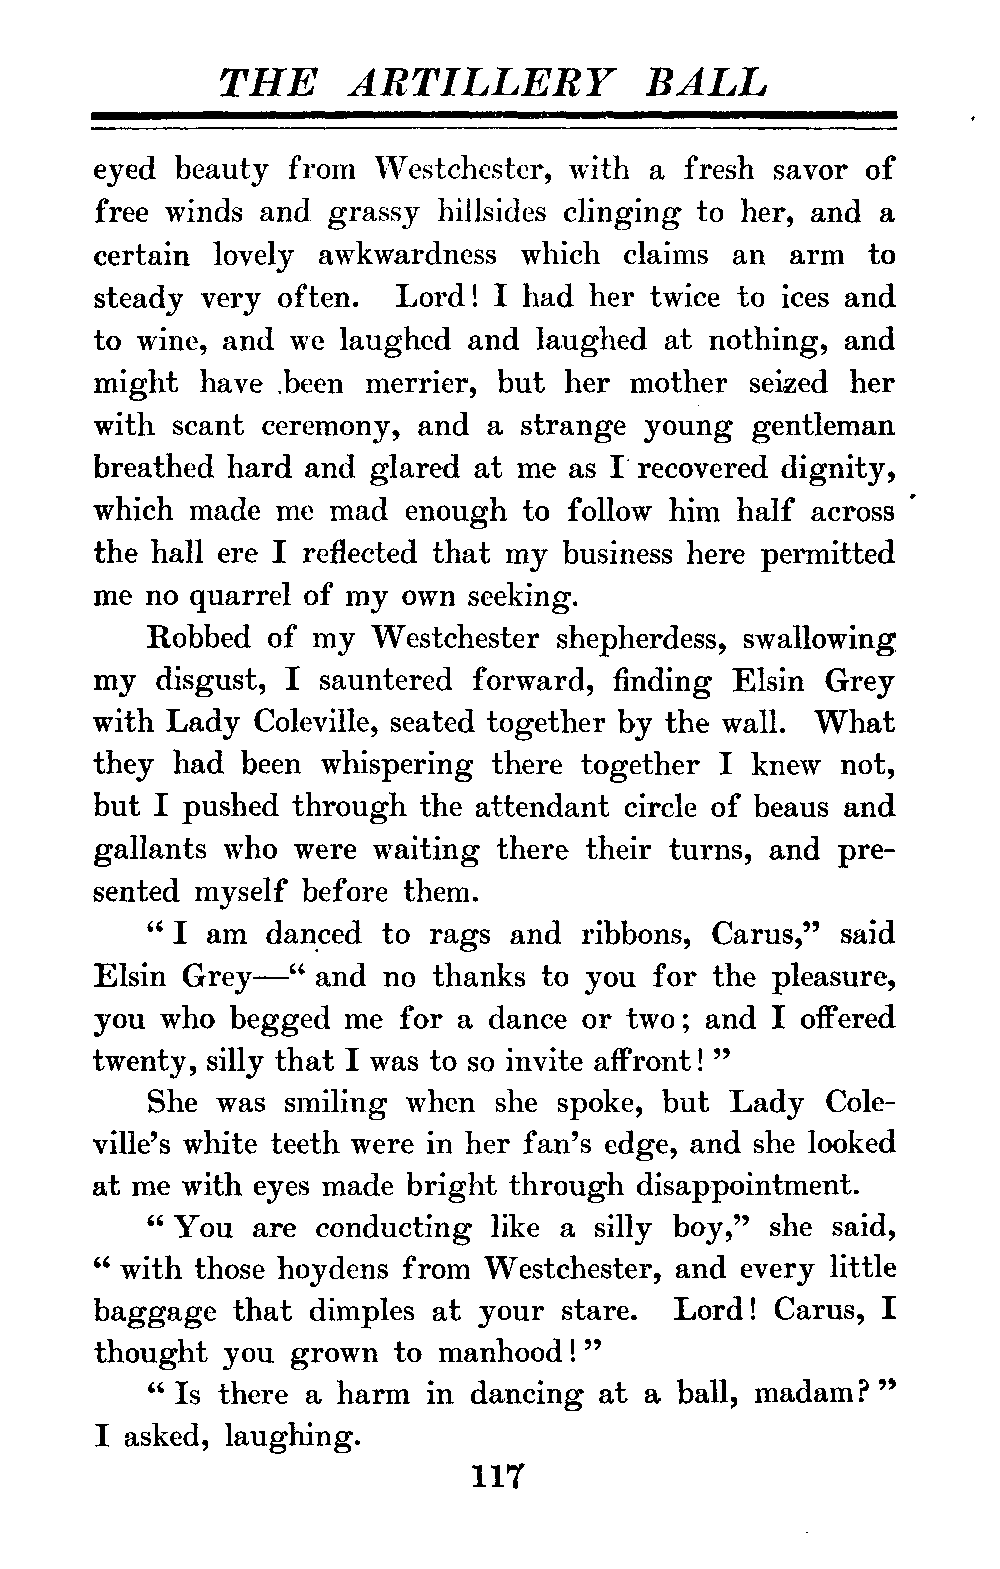 THE ARTILLERY BALL
eyed beauty from Westchester, with a fresh savor of
free winds and grassy hillsides clinging to her, and a
certain lovely awkwardness which claims an arm to
steady very often. Lord! I had her twice to ices and
to wine, and we laughed and laughed at nothing, and
might have been merrier, but her mother seized her
with scant ceremony, and a strange young gentleman
breathed hard and glared at me as I recovered dignity,
which made me mad enough to follow him half across
the hall ere I reflected that my business here permitted
me no quarrel of my own seeking.
Robbed of my Westchester shepherdess, swallowing
my disgust, I sauntered forward, finding Elsin Grey
with Lady Coleville, seated together by the wall. What
they had been whispering there together I knew not,
but I pushed through the attendant circle of beaus and
gallants who were waiting there their turns, and pre-
sented myself before them.
“I am danced to rags and ribbons, Carus,” said
Elsin Grey—“and no thanks to you for the pleasure,
you who begged me for a dance or two; and I offered
twenty, silly that I was to so invite affront!”
She was smiling when she spoke, but Lady Cole-
ville’s white teeth were in her fan’s edge, and she looked
at me with eyes made bright through disappointment.
“You are conducting like a silly boy,” she said,
“with those hoydens from Westchester, and every little
baggage that dimples at your stare. Lord! Carus, I
thought you grown to manhood!”
“Is there a harm in dancing at a ball, madam?”
I asked, laughing.
117